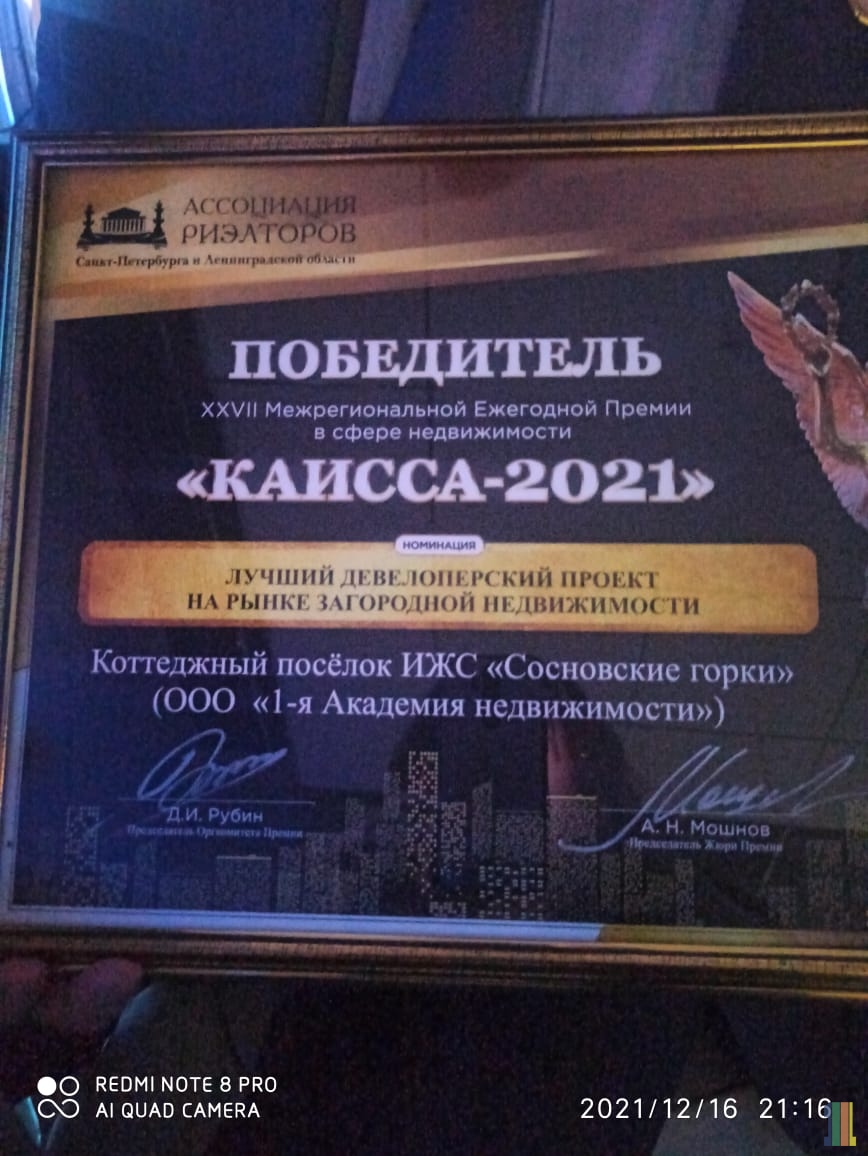 АССОЦИАЦИЯ
РИЭЛТОРОВ
Санкт-Петербурга и Ленинградской области
ПОБЕДИТЕЛЬ
XXVII Межрегиональной Ежегодной Премии
в сфере недвижимости
«КАИССА-2021»
НОМИНАЦИЯ
ЛУЧШИЙ ДЕВЕЛОПЕРСКИЙ ПРОЕКТ
НА РЫНКЕ ЗАГОРОДНОЙ НЕДВИЖИМОСТИ
Коттеджный посёлок ИЖС «Сосновские горки»
(ООО «1-я Академия недвижимости»)
Д.И. Рубин
Председатель Оргкомитета Премии
А. Н. Мошнов
Председатель Жюри Премии
REDMI NOTE 8 PRO
AI QUAD CAMERA
2021/12/16 21:16